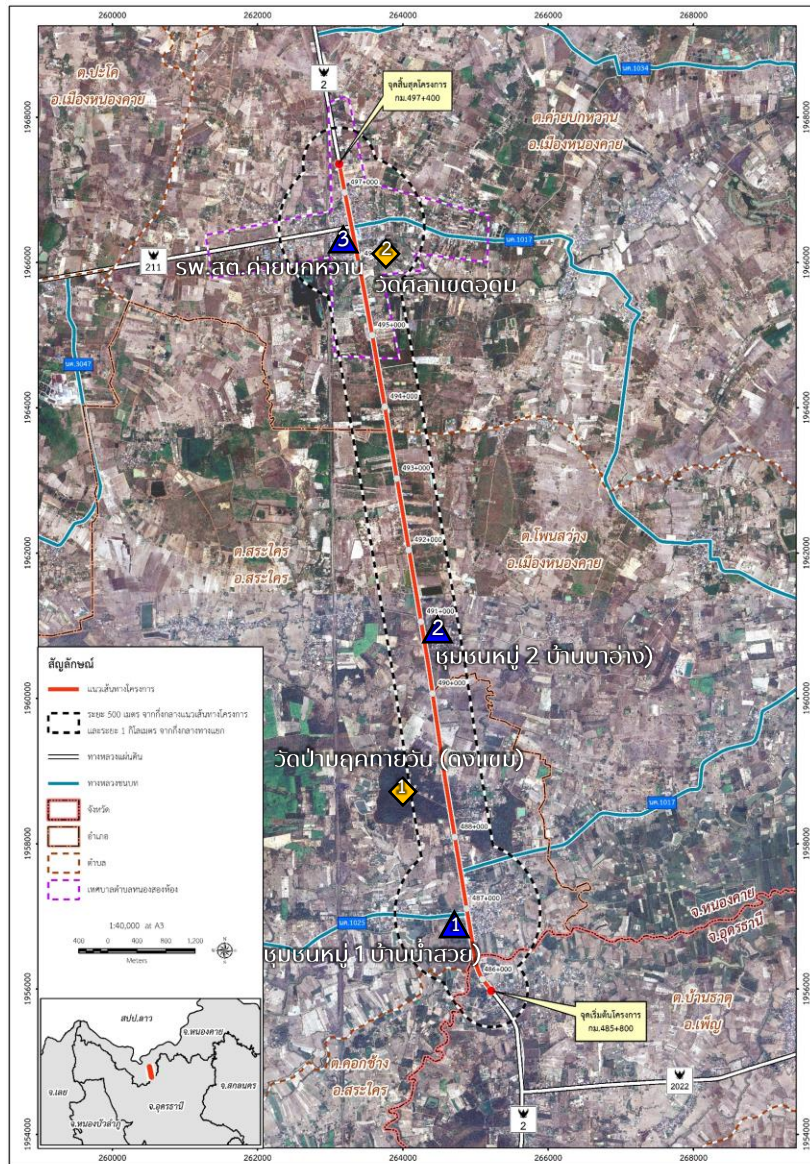 260000
262000
264000
266000
268000
นค.1034
2
จุดสิ้นสุดโครงการ
กม.497+400
ต.ปะโค
อ.เมืองหนองคาย
ต.ค่ายบกหวาน
อ.เมืองหนองคาย
1968000
1968000
497+000
นค.1017
3
2
211
รพ.สต.ค่ายบกหวาน
วัดศิลาเขตอุดม
1966000
1966000
495+000
นค.3047
494+000
1964000
1964000
493+000
492+000
ต.สระใคร
อ.สระใคร
ต.โพนสว่าง
อ.เมืองหนองคาย
1962000
1962000
491+000
2
ชุมชนหมู่ 2 บ้านนาอ่าง)
490+000
1960000
1960000
วัดป่ามฤคทายวัน (ดงแขม)
1
นค.1017
488+000
1958000
1958000
487+000
นค.1023
1
ชุมชนหมู่ 1 บ้านน้ำสวย)
จ.หนองคาย
จ.อุดรธานี
486+000
1956000
1956000
จุดเริ่มต้นโครงการ
กม.485+800
ต.บ้านธาตุ
อ.เพ็ญ
ต.คอกช้าง
อ.สระใคร
2022
2
1954000
1954000
สัญลักษณ์
แนวเส้นทางโครงการ
ระยะ 500 เมตร จากกึ่งกลางแนวเส้นทางโครงการ
และระยะ 1 กิโลเมตร จากกึ่งกลางทางแยก
ทางหลวงแผ่นดิน
ทางหลวงชนบท
จังหวัด
อำเภอ
ตำบล
เทศบาลตำบลหนองสองห้อง
1:40,000 at A3
400 0 400 800 1,200
Meters
สปป.ลาว
จ.หนองคาย
จ.เลย
จ.อุดรธานี
จ.สกลนคร
จ.หนองบัวลำภู
260000
262000
264000
266000
268000